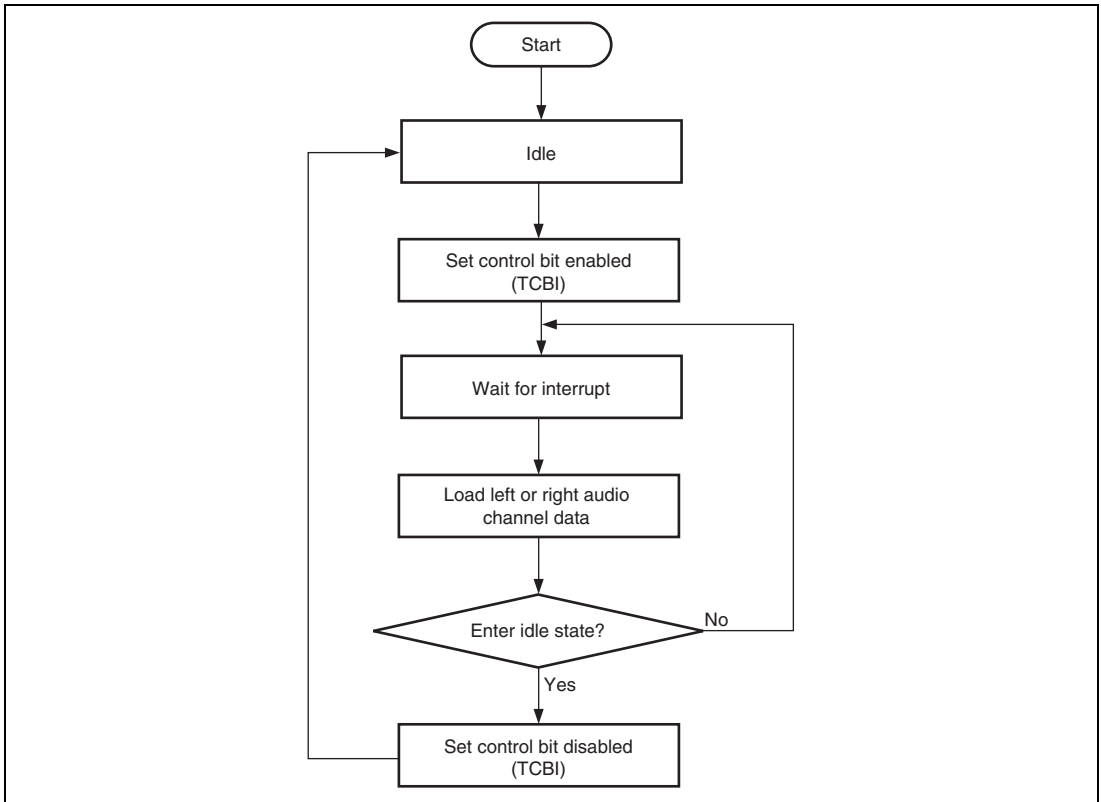 Start
Idle
Set control bit enabled
(TCBI)
Wait for interrupt
Load left or right audio
channel data
Enter idle state?
No
Yes
Set control bit disabled
(TCBI)